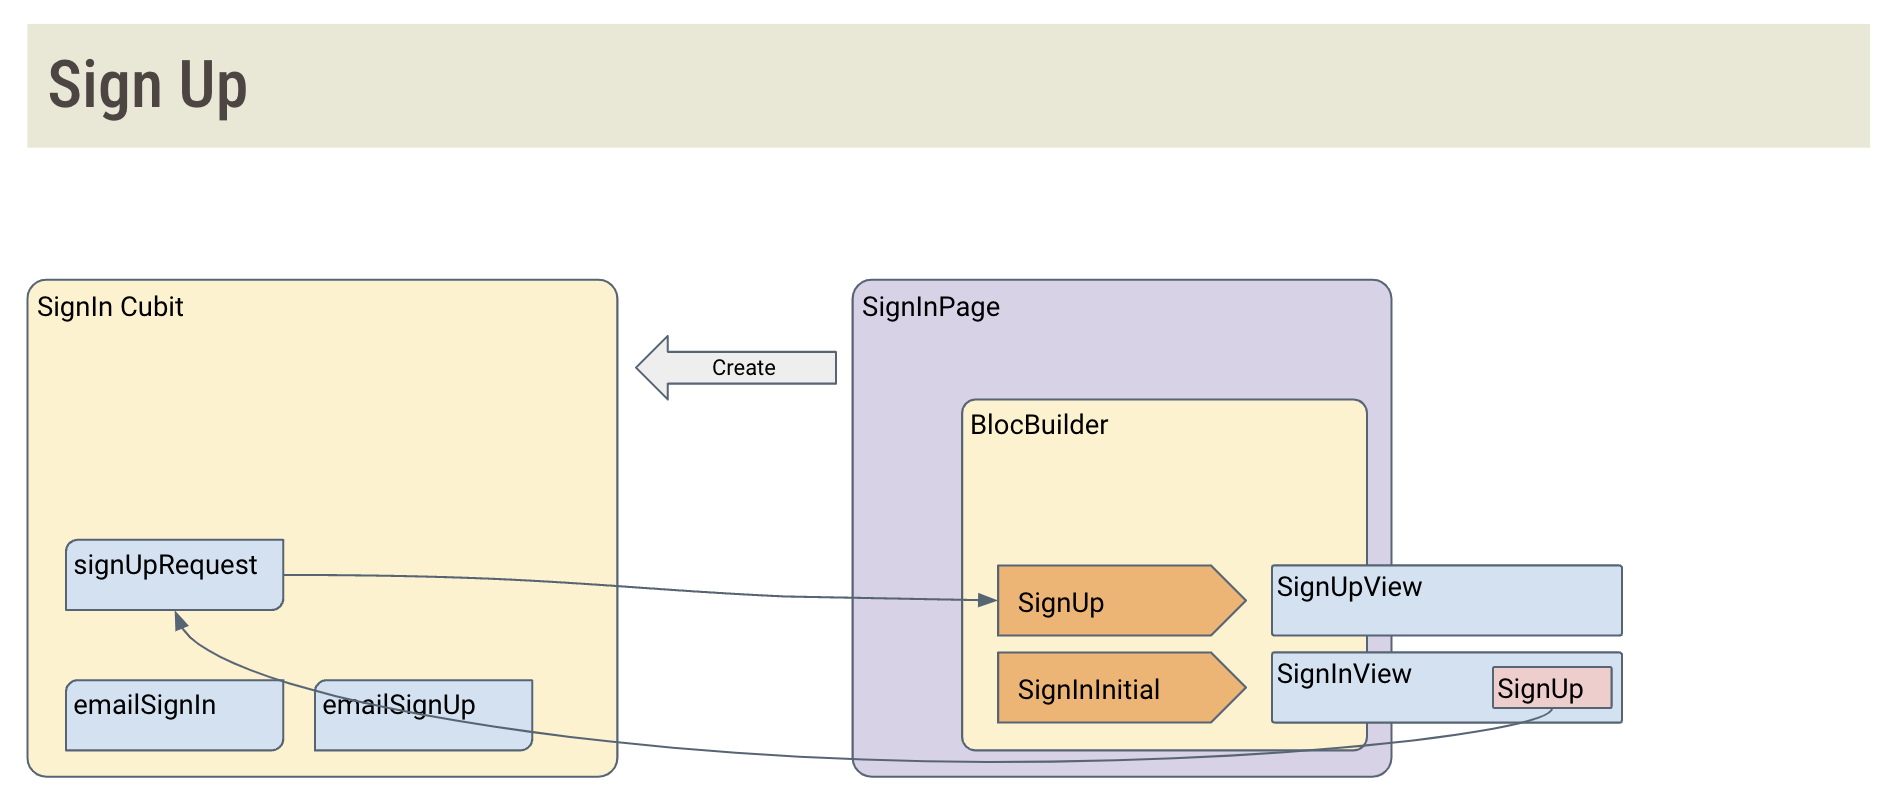 Sign Up
SignIn Cubit
signUpRequest
emailSignIn
emailSignUp
Create
SignInPage
BlocBuilder
SignUp
SignUpView
SignInInitial
SignInView
SignUp